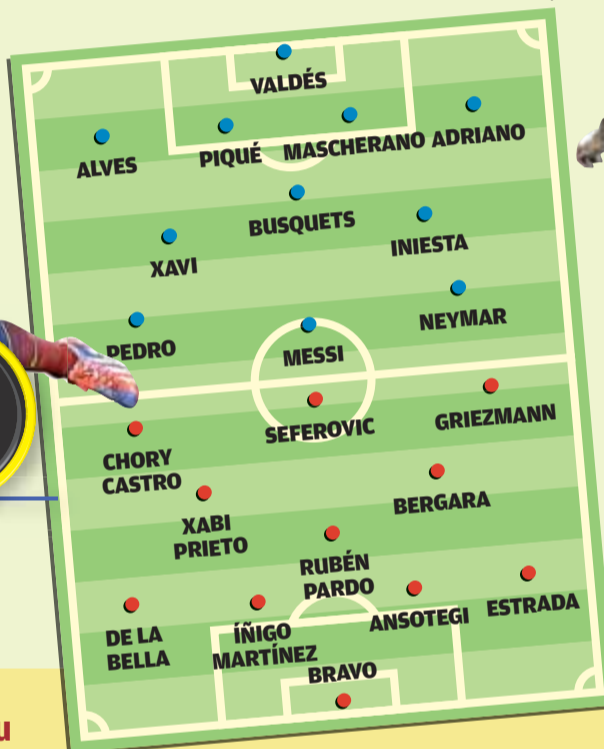 VALDÉS
ALVES
PIQUÉ
MASCHERANO
ADRIANO
BUSQUETS
XAVI
INIESTA
PEDRO
MESSI
NEYMAR
SEFEROVIC
GRIEZMANN
CHORY
CASTRO
XABI
PRIETO
BERGARA
RUBÉN
PARDO
DE LA
BELLA
ÍÑIGO
MARTÍNEZ
ANSOTEGI
ESTRADA
BRAVO
u